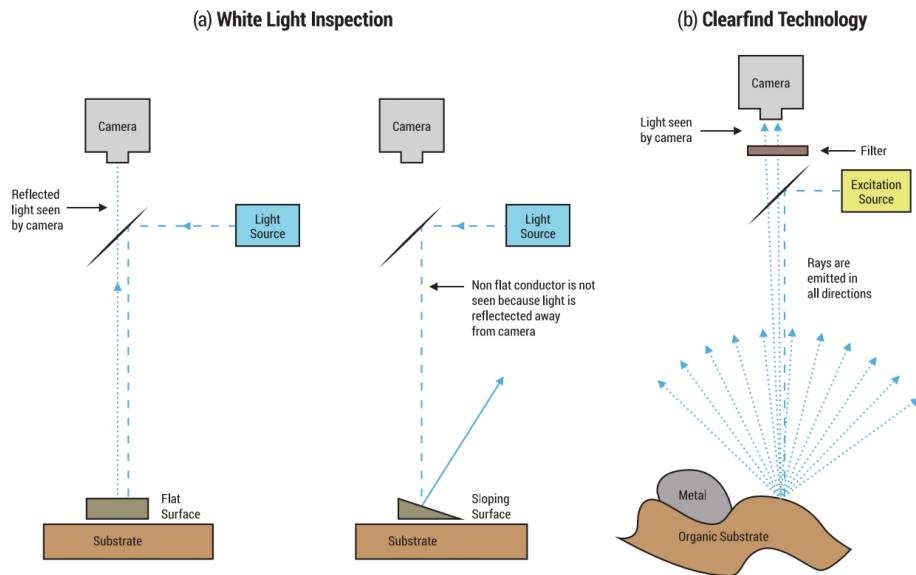 (a) White Light Inspection
Camera
Reflected
light seen
by camera
Light
Source
Flat
Surface
Substrate
Camera
Light
Source
Non flat conductor is not
seen because light is
reflectected away
from camera
Sloping
Surface
Substrate
(b) Clearfind Technology
Camera
Light seen
by camera
Filter
Excitation
Source
Rays are
emitted in
all directions
Metal
Organic Substrate